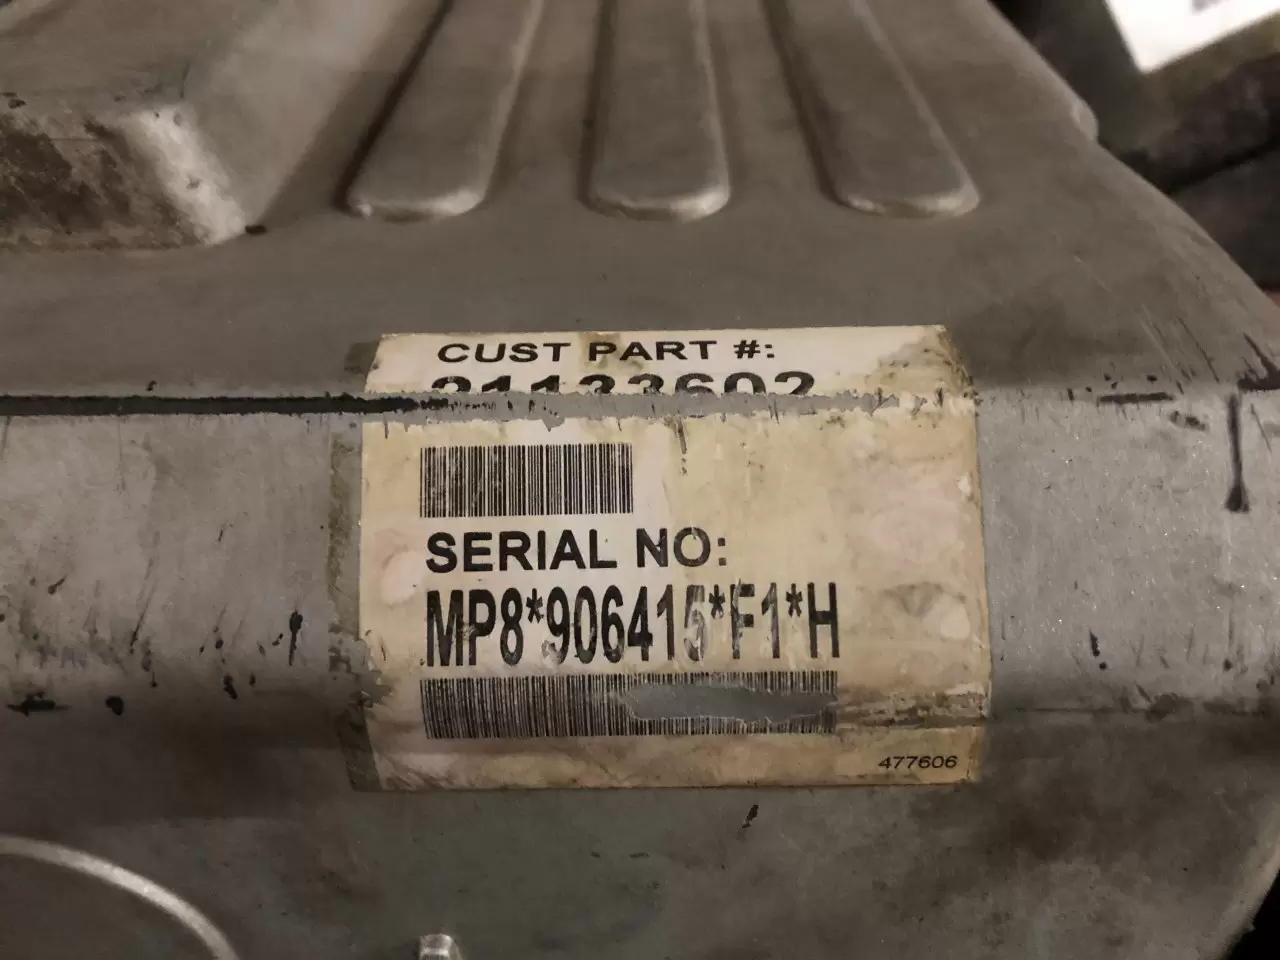 CUST PART #:
SERIAL NO:
MP8*906415*F1*H
477606